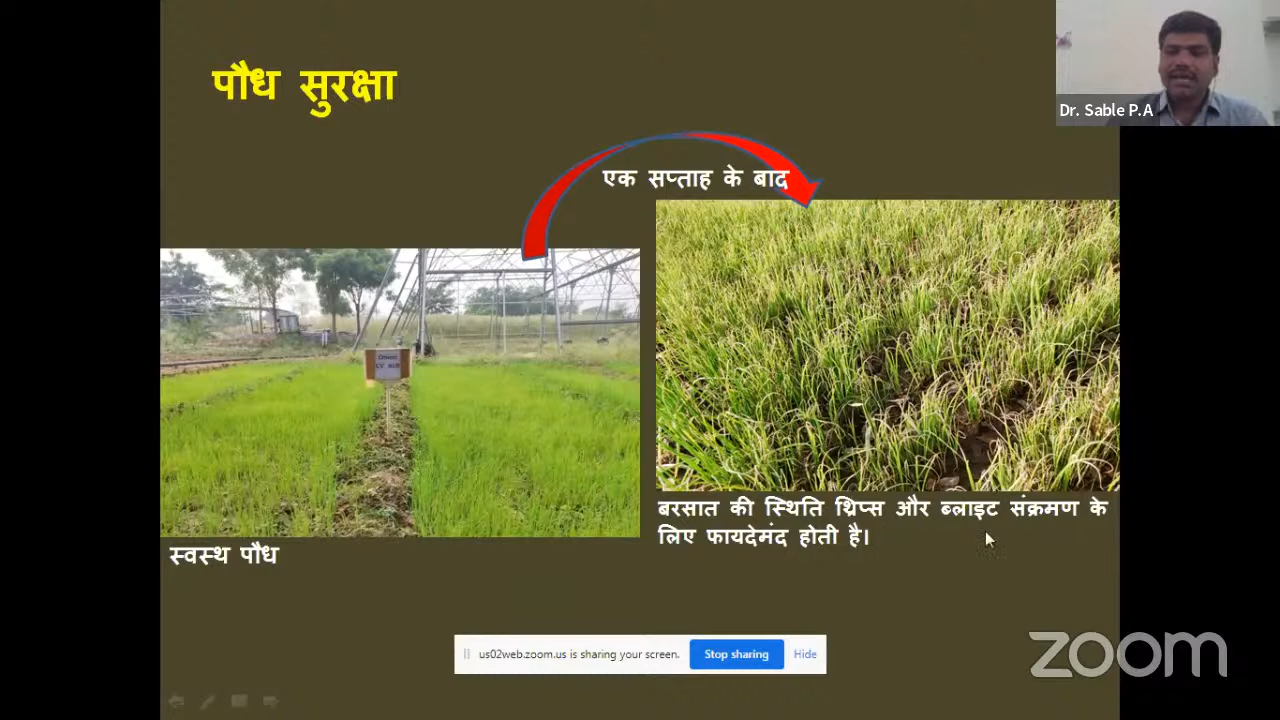 पौध सुरक्षा
Dr. Sable P.A
एक सप्ताह के बाद
Onion
स्वस्थ पौध
बरसात की स्थिति थ्रिप्स और ब्लाइट संक्रमण के
लिए फायदेमंद होती है।
us02web.zoom.us is sharing your screen.
Stop sharing
Hide
zoom